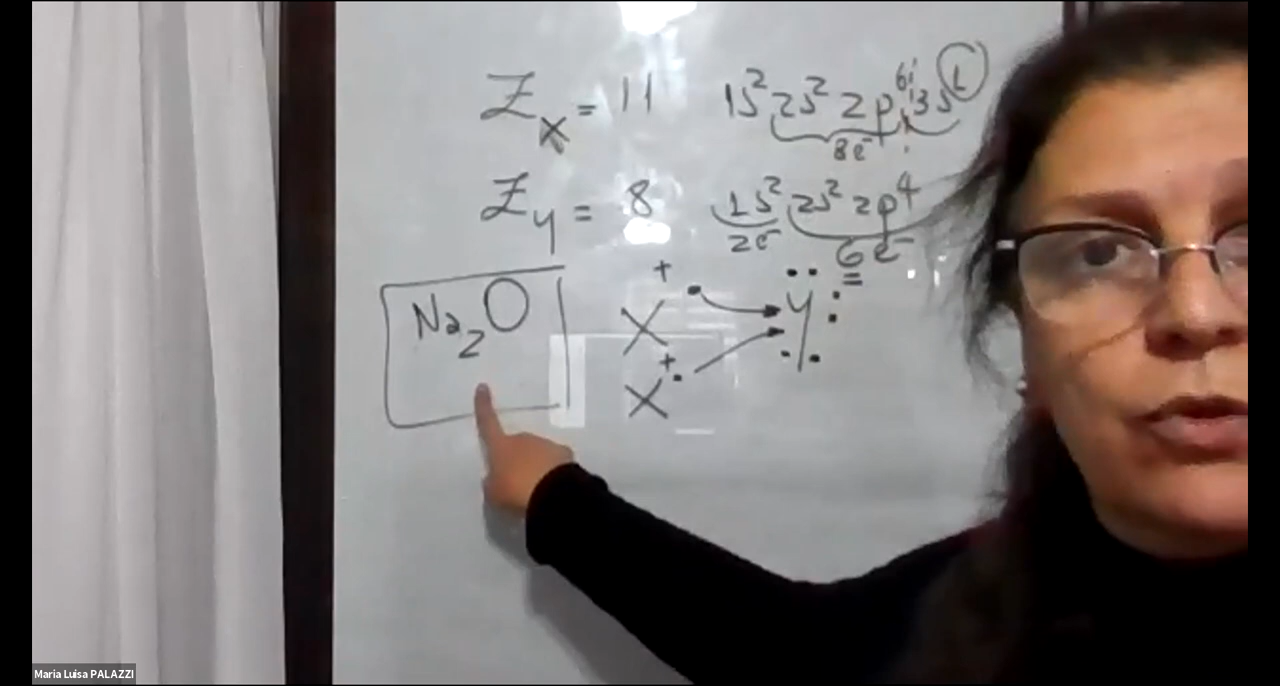 Zx = 11 1s² 2s² 2p⁶ 3s¹
8e⁻
Zy = 8 1s² 2s² 2p⁴
2e⁻ 6e⁻
Na₂O X⁺ Y⁼
X⁺
Maria Luisa PALAZZI